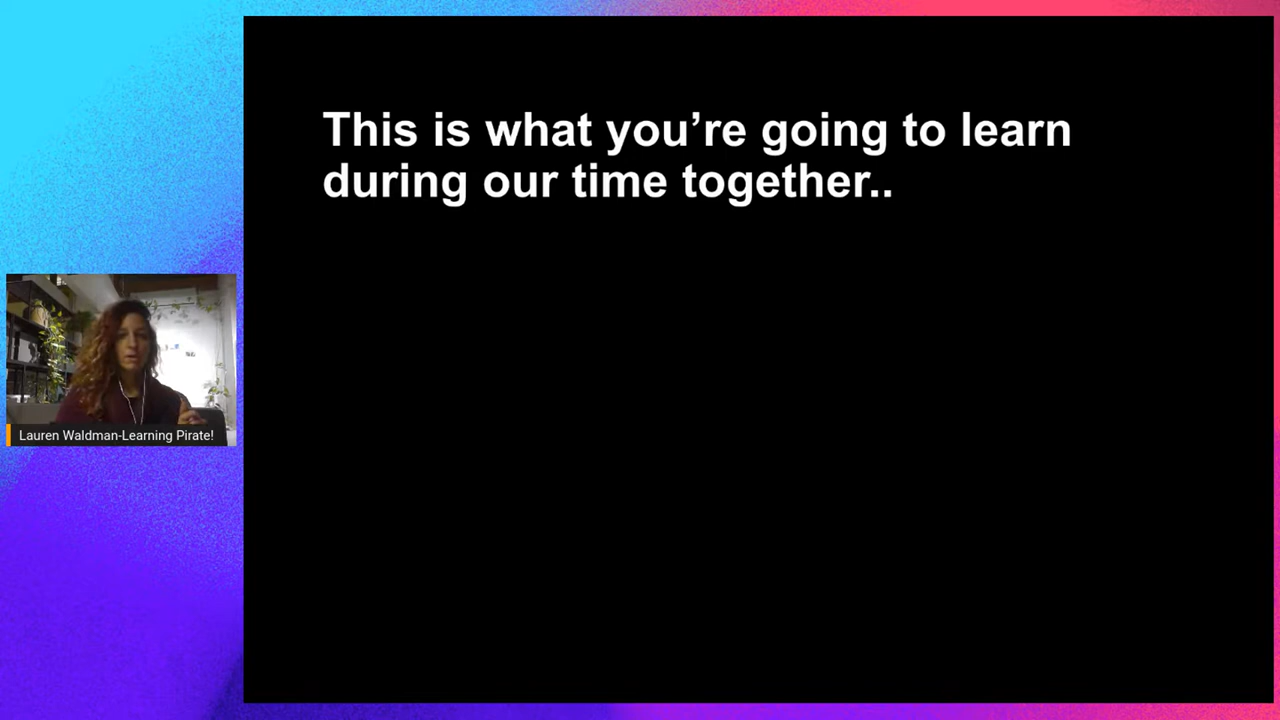 This is what you’re going to learn
during our time together..
Lauren Waldman-Learning Pirate!